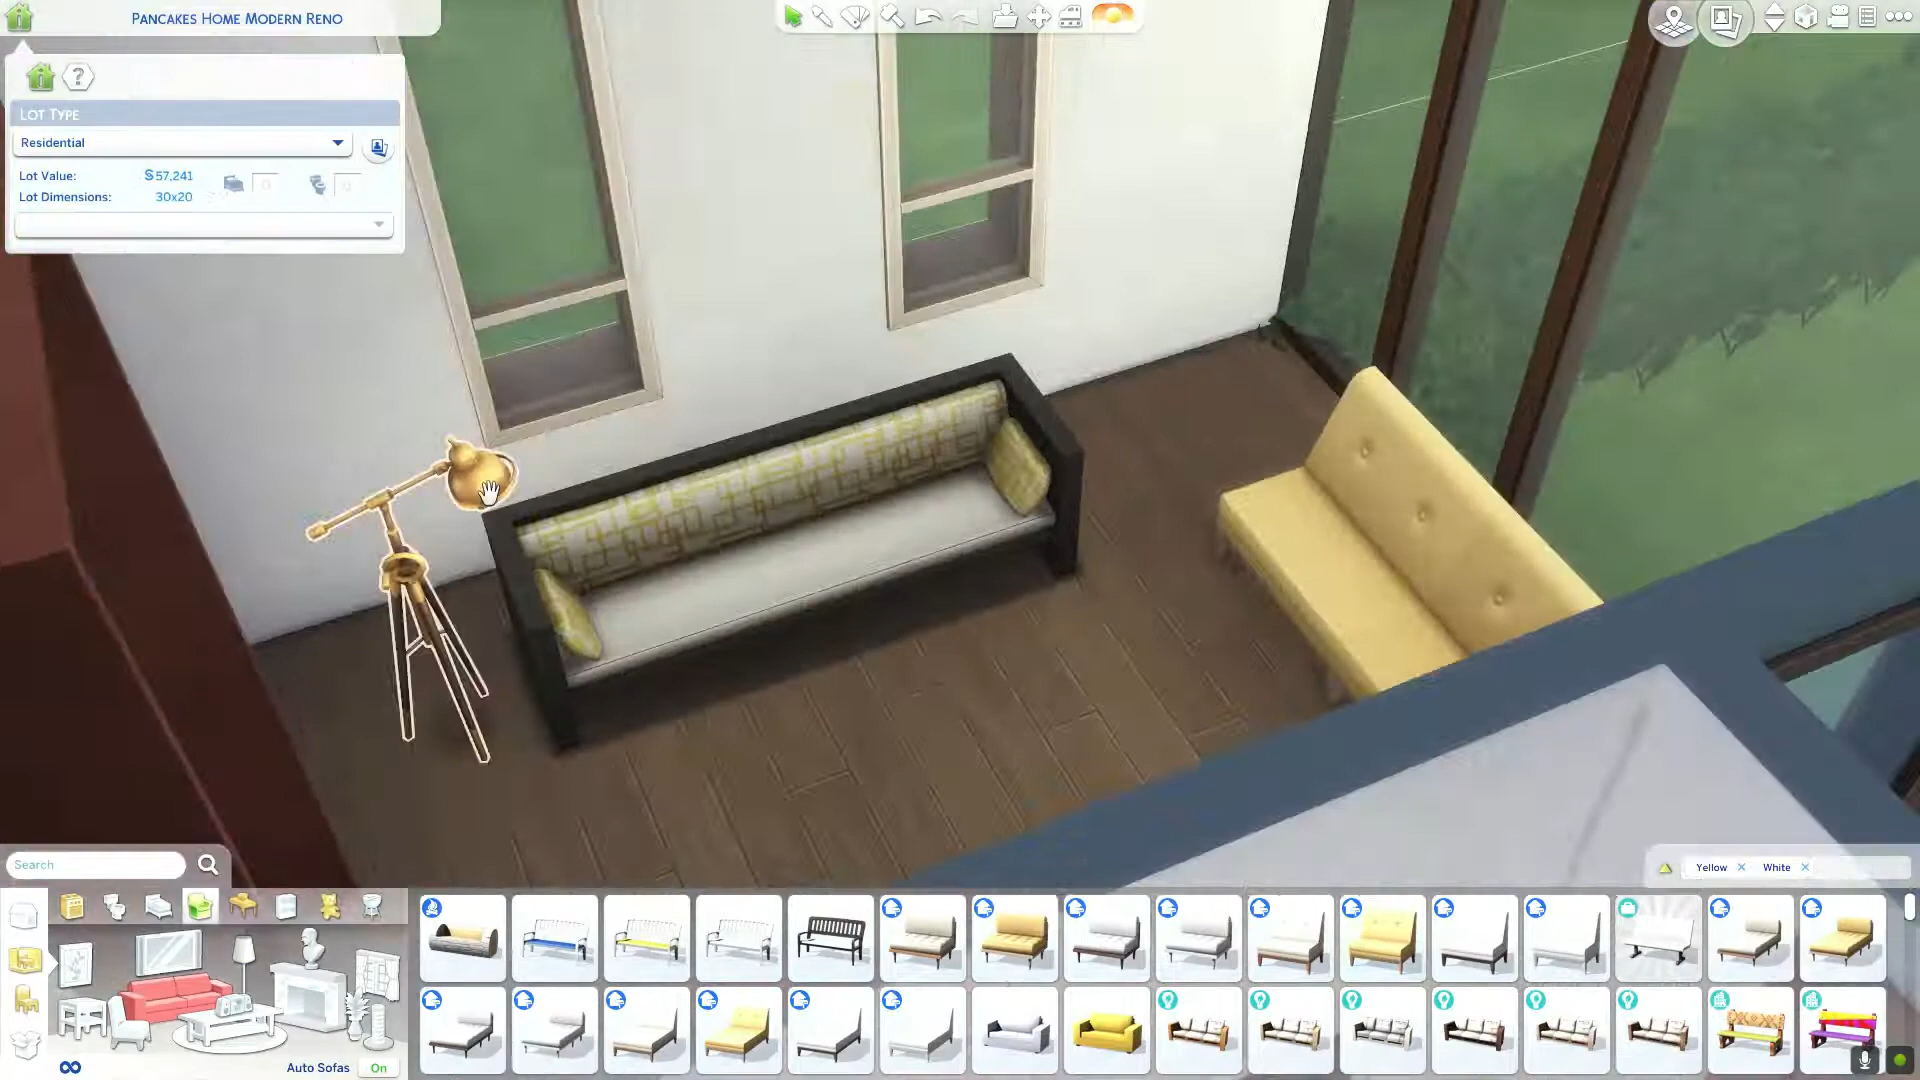 PANCAKES HOME MODERN RENO
?
LOT TYPE
Residential
Lot Value: §57,241
Lot Dimensions: 30x20
Search
Yellow ✕ White ✕
Auto Sofas On